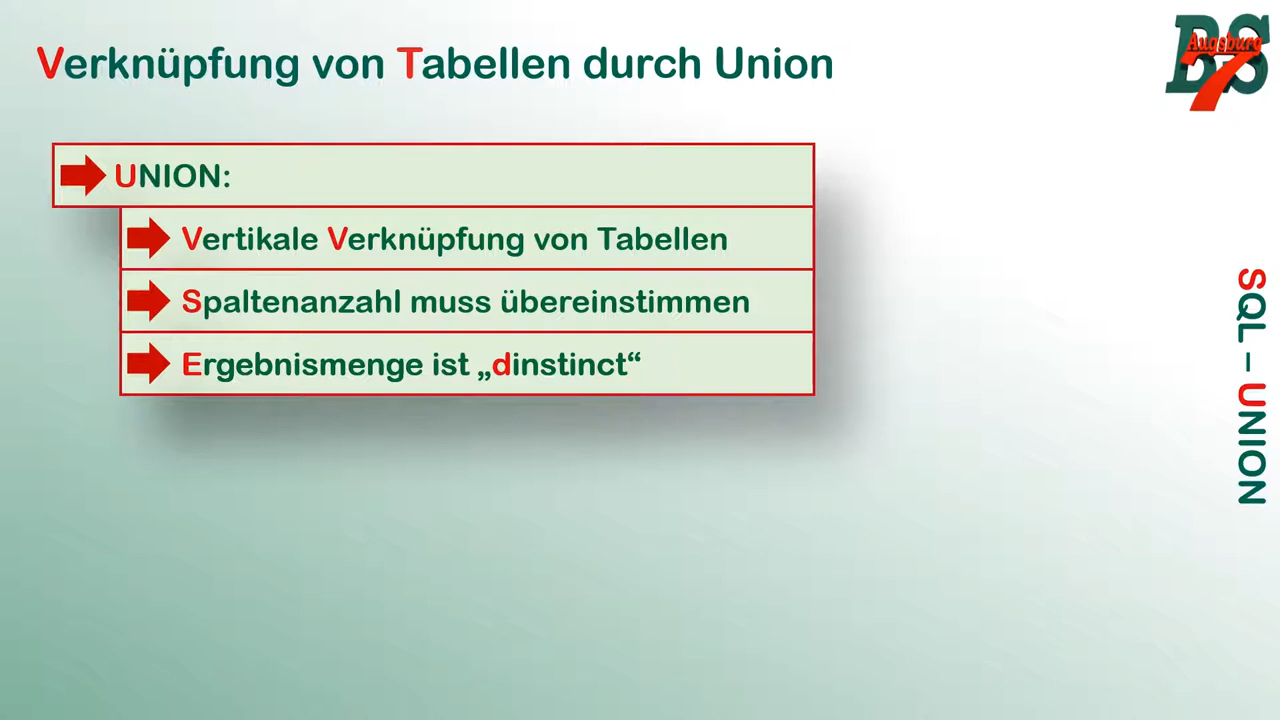 Verknüpfung von Tabellen durch Union
BS
Augsburg
7
UNION:
Vertikale Verknüpfung von Tabellen
Spaltenanzahl muss übereinstimmen
Ergebnismenge ist „dinstinct“
SQL – UNION